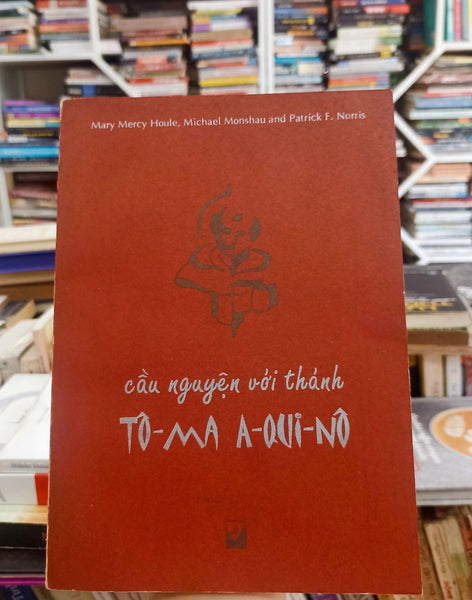 Mary Mercy Houle, Michael Monshau and Patrick F. Norris
cầu nguyện với thánh
TÔ-MA A-QUI-NÔ